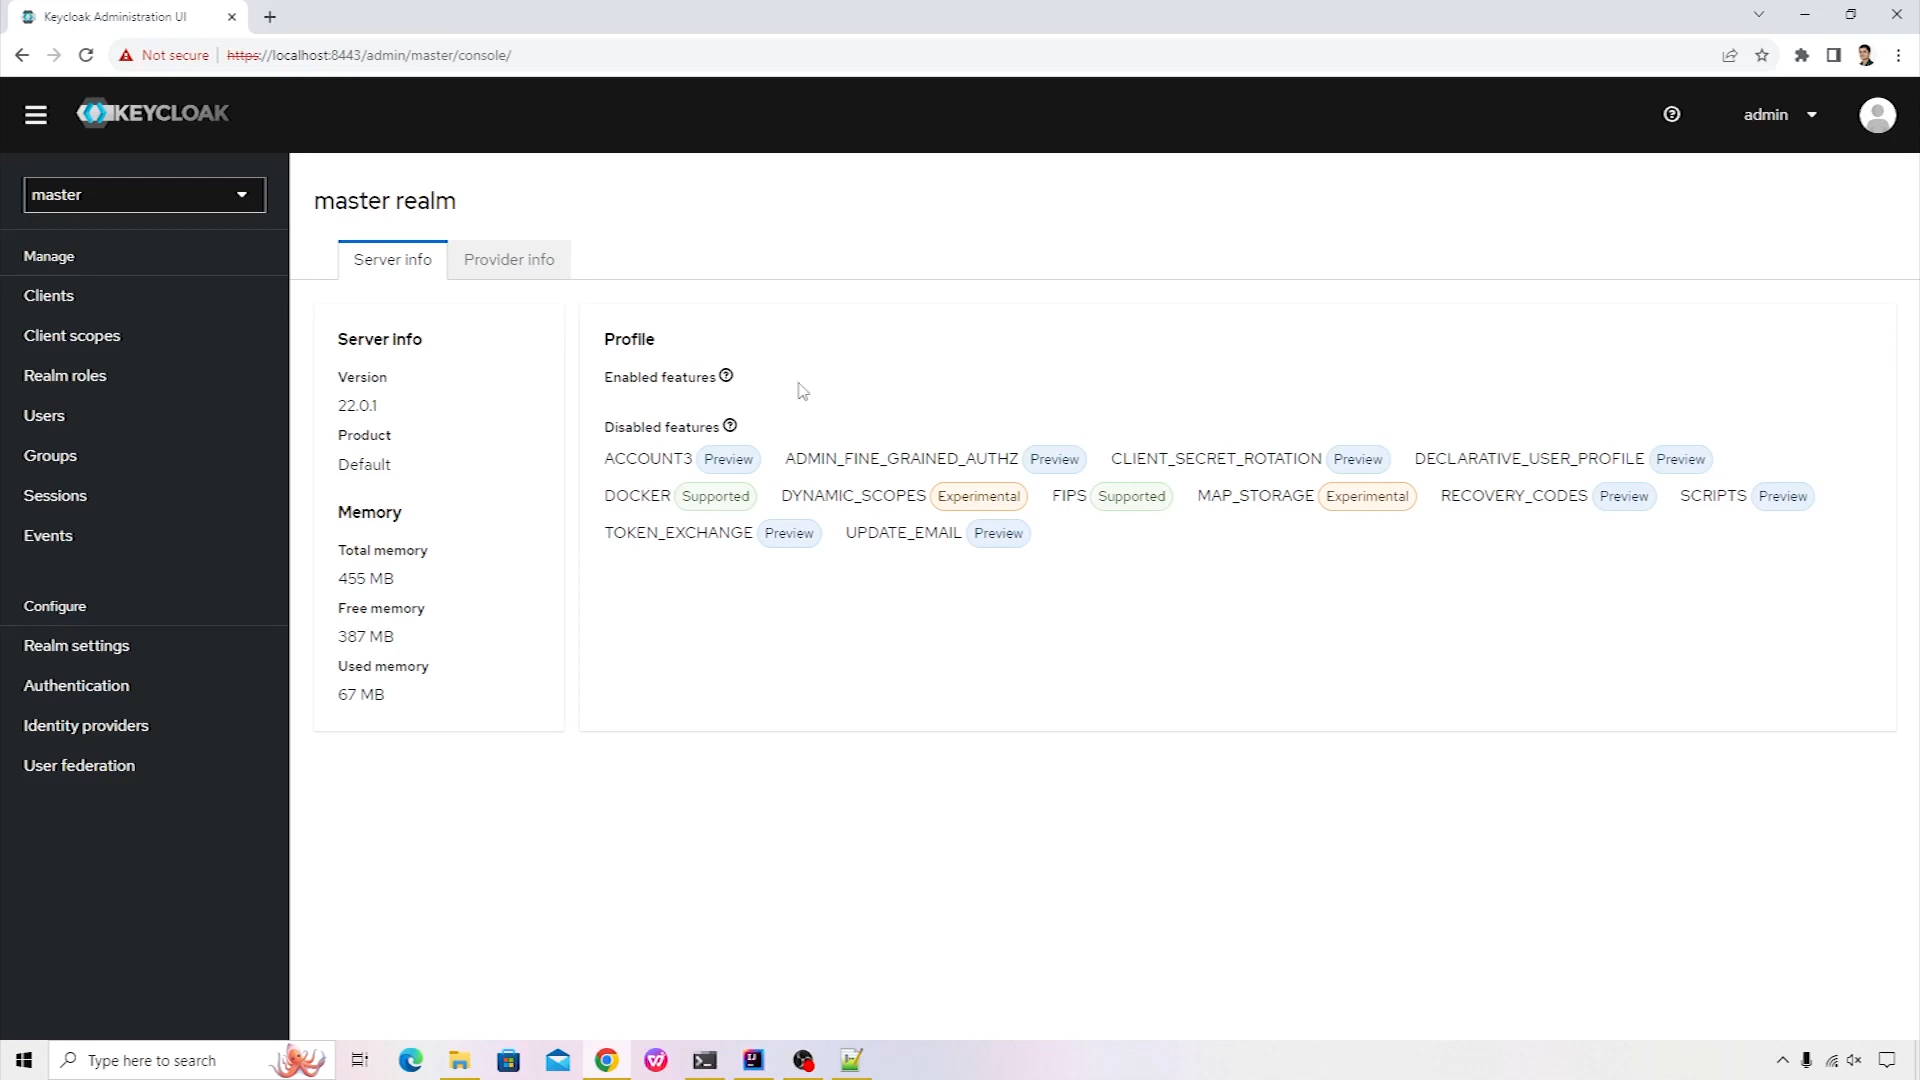 Keycloak Administration UI
Not secure https://localhost:8443/admin/master/console/
KEYCLOAK
admin
master
Manage
Clients
Client scopes
Realm roles
Users
Groups
Sessions
Events
Configure
Realm settings
Authentication
Identity providers
User federation
master realm
Server info Provider info
Server info
Version
22.0.1
Product
Default
Memory
Total memory
455 MB
Free memory
387 MB
Used memory
67 MB
Profile
Enabled features
Disabled features
ACCOUNT3 Preview ADMIN_FINE_GRAINED_AUTHZ Preview CLIENT_SECRET_ROTATION Preview DECLARATIVE_USER_PROFILE Preview
DOCKER Supported DYNAMIC_SCOPES Experimental FIPS Supported MAP_STORAGE Experimental RECOVERY_CODES Preview SCRIPTS Preview
TOKEN_EXCHANGE Preview UPDATE_EMAIL Preview
Type here to search